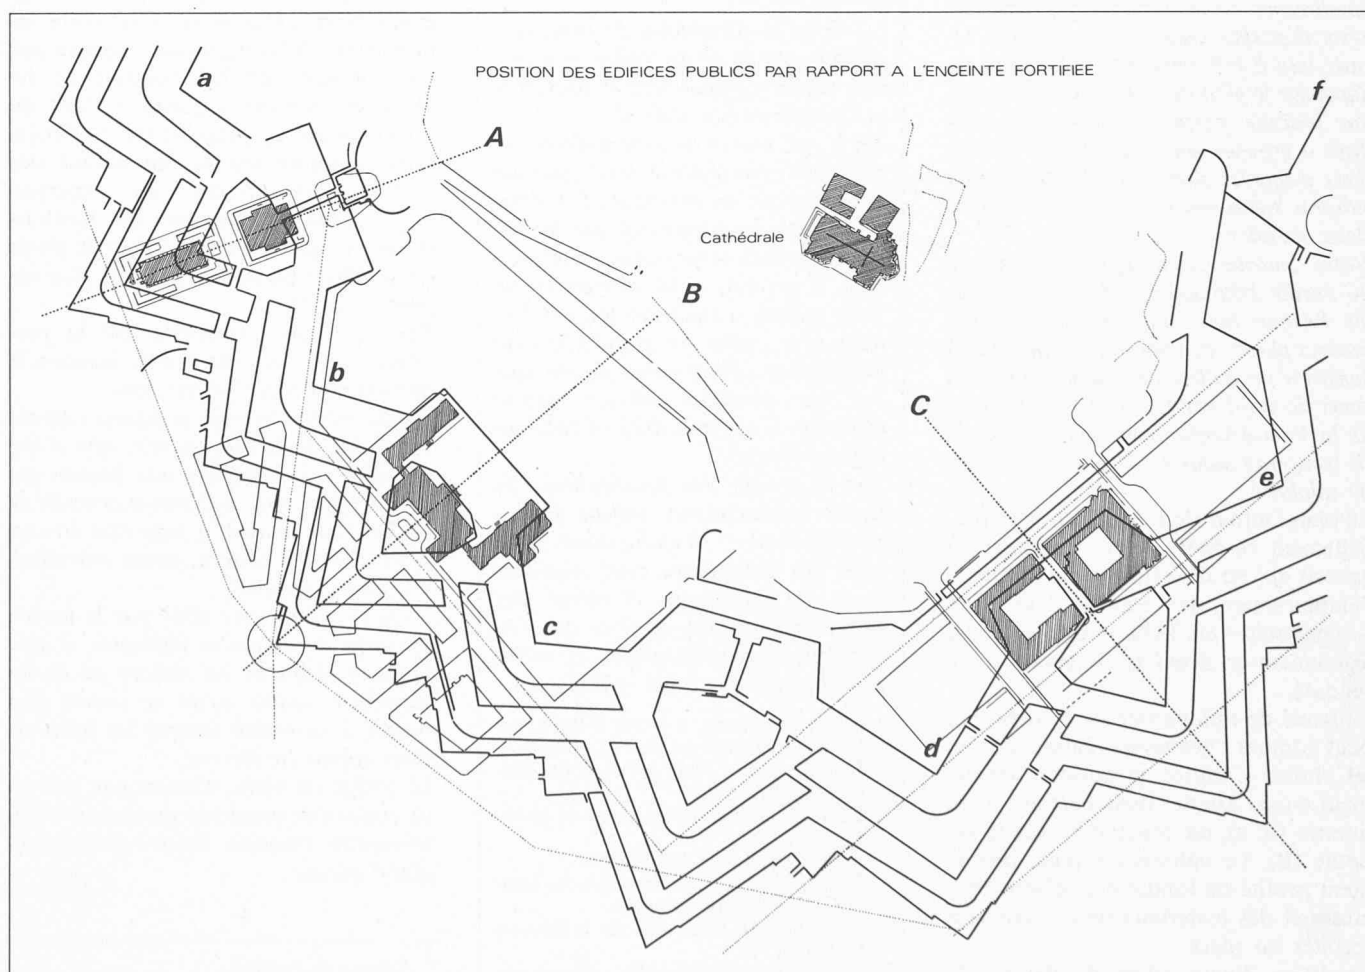 POSITION DES EDIFICES PUBLICS PAR RAPPORT A L'ENCEINTE FORTIFIEE
a
A
f
Cathédrale
B
b
C
e
c
d